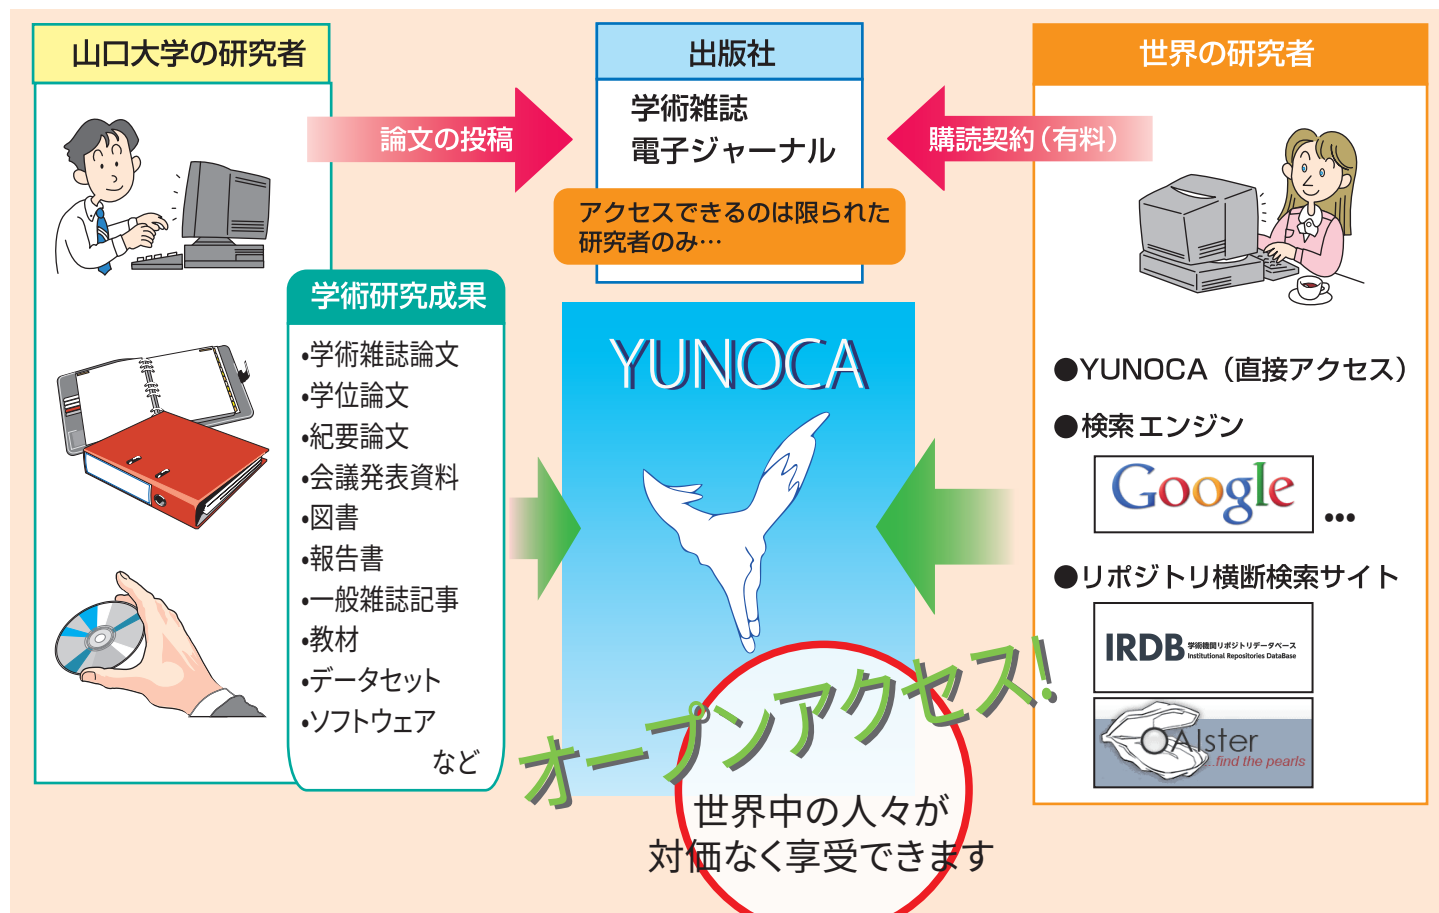 山口大学の研究者
出版社
世界の研究者
学術雑誌
電子ジャーナル
論文の投稿
購読契約（有料）
アクセスできるのは限られた
研究者のみ…
学術研究成果
•学術雑誌論文
•学位論文
•紀要論文
•会議発表資料
•図書
•報告書
•一般雑誌記事
•教材
•データセット
•ソフトウェア
など
YUNOCA
オープンアクセス!
世界中の人々が
対価なく享受できます
●YUNOCA（直接アクセス）
●検索エンジン
Google
…
●リポジトリ横断検索サイト
IRDB 学術機関リポジトリデータベース
Institutional Repositories DataBase
OAIster
...find the pearls